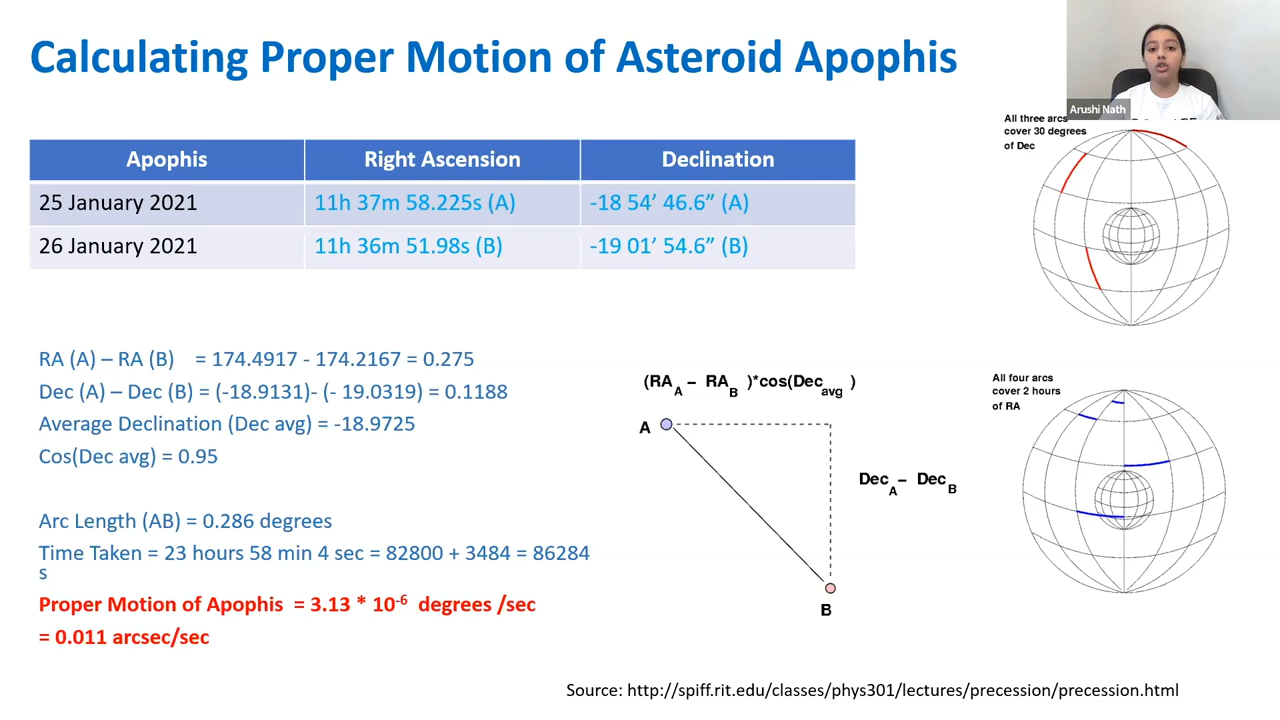 Calculating Proper Motion of Asteroid Apophis
Arushi Nath
Apophis Right Ascension Declination
25 January 2021 11h 37m 58.225s (A) -18 54’ 46.6” (A)
26 January 2021 11h 36m 51.98s (B) -19 01’ 54.6” (B)
All three arcs
cover 30 degrees
of Dec
RA (A) – RA (B) = 174.4917 - 174.2167 = 0.275
Dec (A) – Dec (B) = (-18.9131)- (- 19.0319) = 0.1188
Average Declination (Dec avg) = -18.9725
Cos(Dec avg) = 0.95
Arc Length (AB) = 0.286 degrees
Time Taken = 23 hours 58 min 4 sec = 82800 + 3484 = 86284
s
Proper Motion of Apophis = 3.13 * 10-6 degrees /sec
= 0.011 arcsec/sec
(RA A – RA B )*cos(Dec avg )
A
Dec A – Dec B
B
All four arcs
cover 2 hours
of RA
Source: http://spiff.rit.edu/classes/phys301/lectures/precession/precession.html